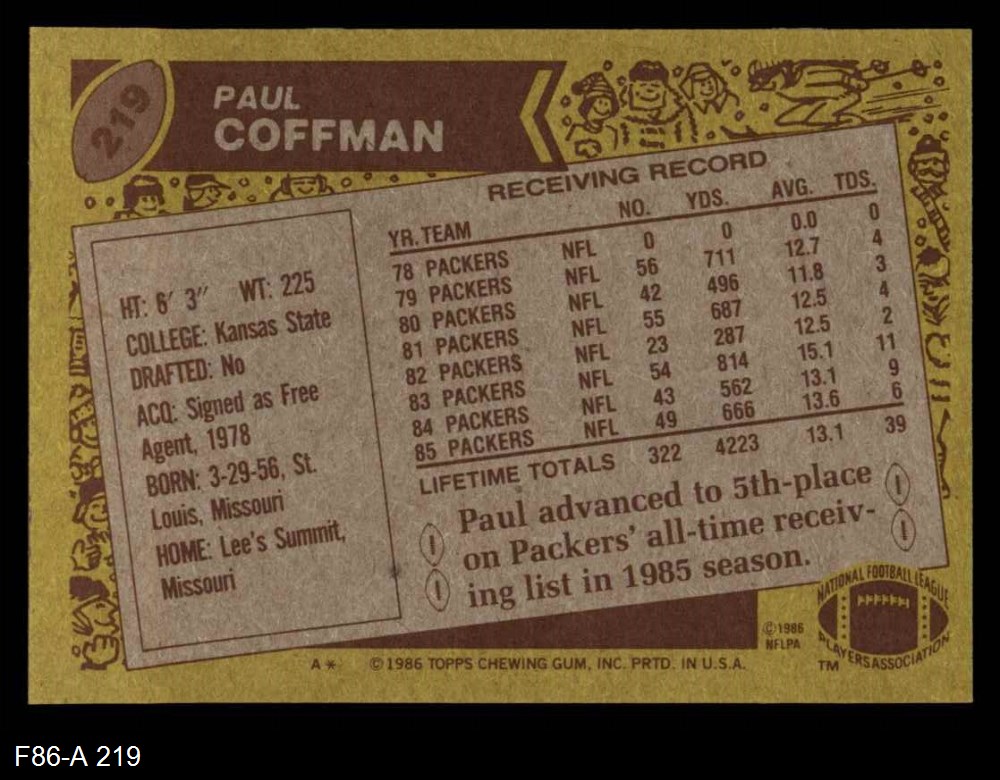 219
PAUL
COFFMAN
RECEIVING RECORD
YR. TEAM NO. YDS. AVG. TDS.
78 PACKERS NFL 0 0 0.0 0
79 PACKERS NFL 56 711 12.7 4
80 PACKERS NFL 42 496 11.8 3
81 PACKERS NFL 55 687 12.5 4
82 PACKERS NFL 23 287 12.5 2
83 PACKERS NFL 54 814 15.1 11
84 PACKERS NFL 43 562 13.1 9
85 PACKERS NFL 49 666 13.6 6
LIFETIME TOTALS 322 4223 13.1 39
HT: 6' 3" WT: 225
COLLEGE: Kansas State
DRAFTED: No
ACQ: Signed as Free
Agent, 1978
BORN: 3-29-56, St.
Louis, Missouri
HOME: Lee's Summit,
Missouri
Paul advanced to 5th-place
on Packers' all-time receiv-
ing list in 1985 season.
©1986
NFLPA
NATIONAL FOOTBALL LEAGUE
PLAYERS ASSOCIATION
TM
A* ©1986 TOPPS CHEWING GUM, INC. PRTD. IN U.S.A.
F86-A 219